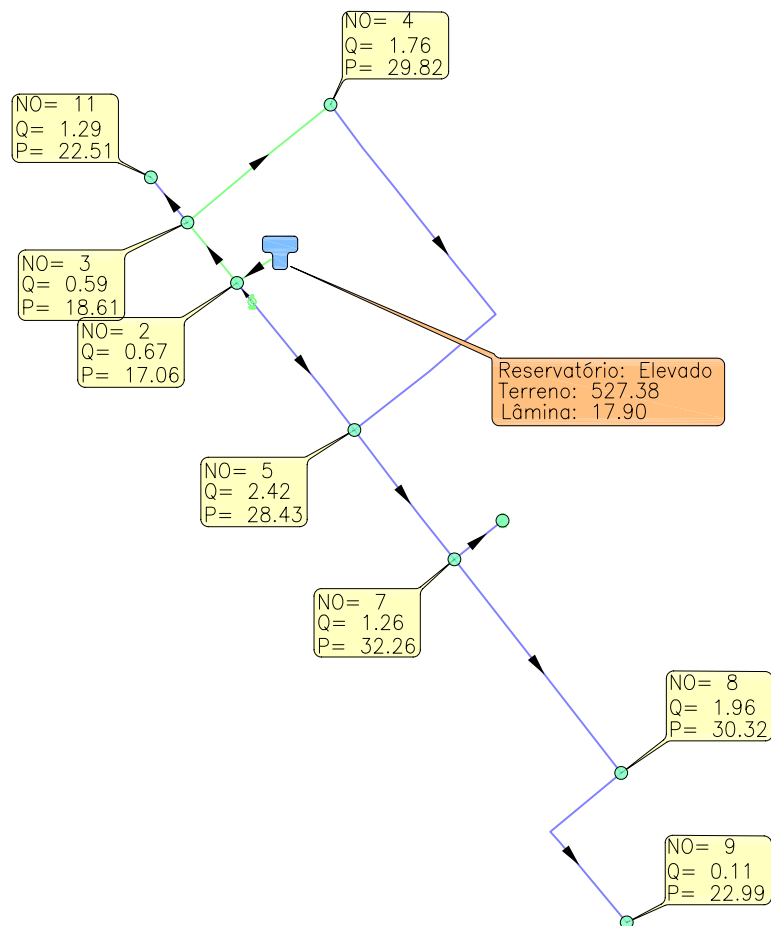 NO= 4
Q= 1.76
P= 29.82
NO= 11
Q= 1.29
P= 22.51
NO= 3
Q= 0.59
P= 18.61
NO= 2
Q= 0.67
P= 17.06
Reservatório: Elevado
Terreno: 527.38
Lâmina: 17.90
NO= 5
Q= 2.42
P= 28.43
NO= 7
Q= 1.26
P= 32.26
NO= 8
Q= 1.96
P= 30.32
NO= 9
Q= 0.11
P= 22.99